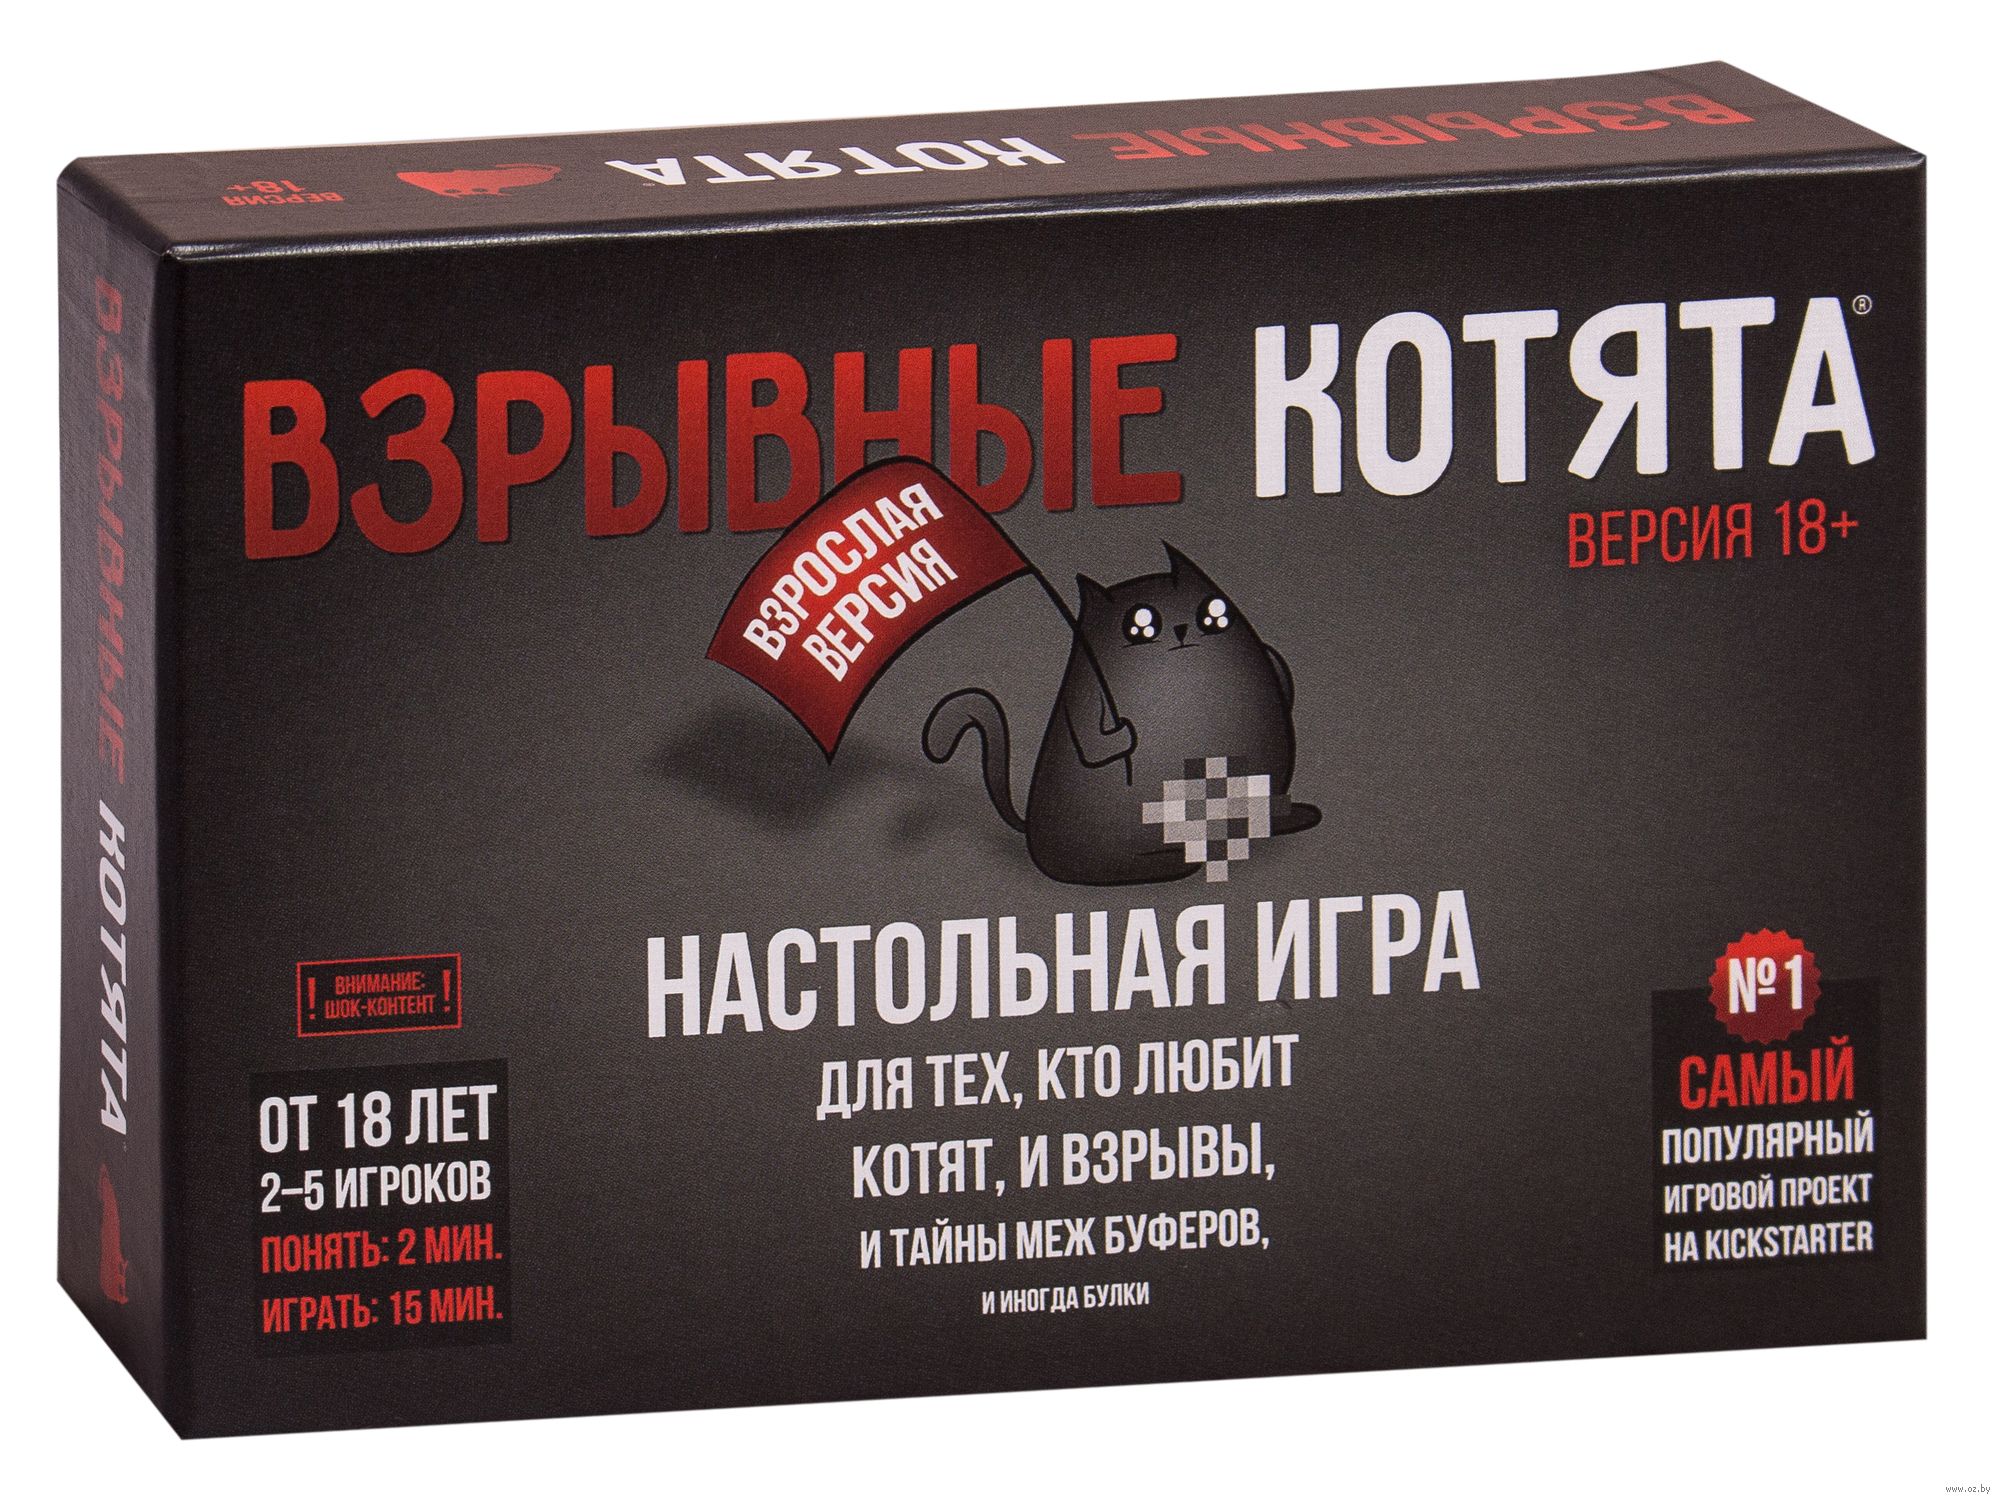 ВЗРЫВНЫЕ КОТЯТА®
ВЕРСИЯ 18+
ВЗРЫВНЫЕ КОТЯТА
ВЗРЫВНЫЕ КОТЯТА®
ВЕРСИЯ 18+
ВЗРОСЛАЯ
ВЕРСИЯ
НАСТОЛЬНАЯ ИГРА
ДЛЯ ТЕХ, КТО ЛЮБИТ
КОТЯТ, И ВЗРЫВЫ,
И ТАЙНЫ МЕЖ БУФЕРОВ,
И ИНОГДА БУЛКИ
! ВНИМАНИЕ: !
ШОК-КОНТЕНТ
ОТ 18 ЛЕТ
2–5 ИГРОКОВ
ПОНЯТЬ: 2 МИН.
ИГРАТЬ: 15 МИН.
№1
САМЫЙ
ПОПУЛЯРНЫЙ
ИГРОВОЙ ПРОЕКТ
НА KICKSTARTER
www.oz.by